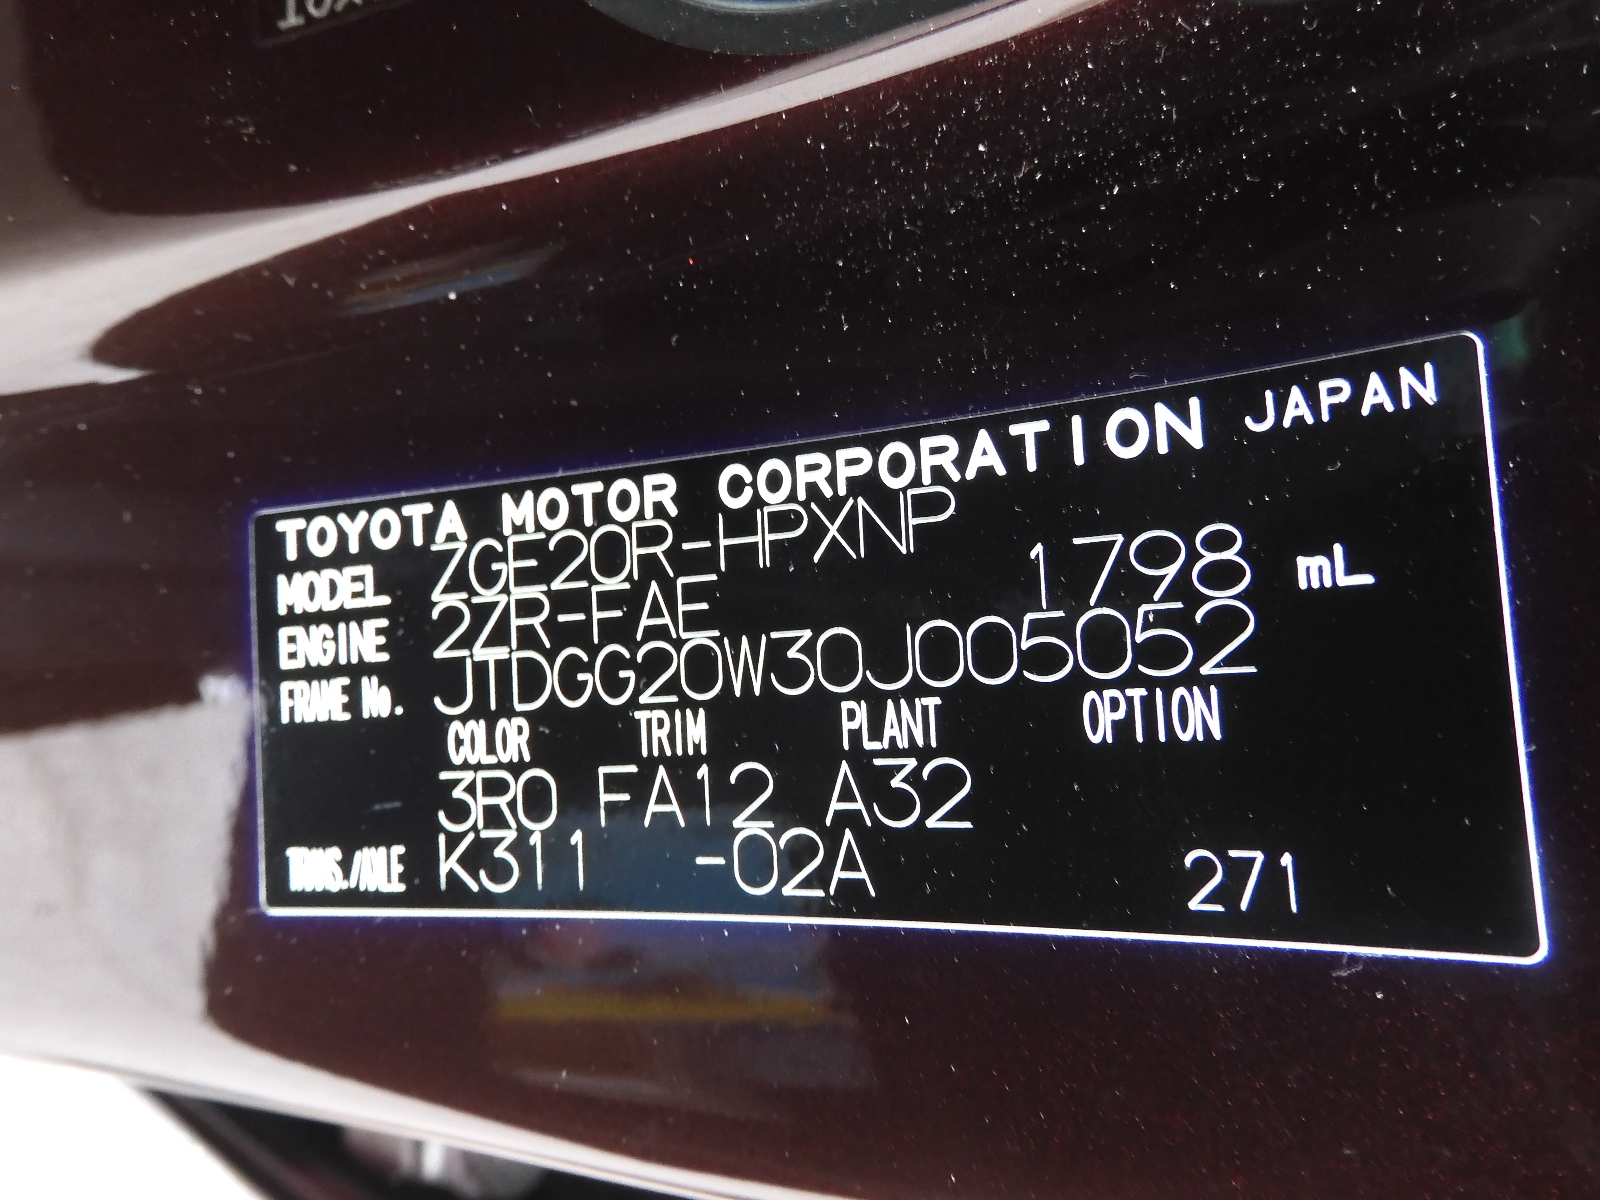 TOYOTA MOTOR CORPORATION JAPAN
MODEL ZGE20R-HPXNP
ENGINE 2ZR-FAE 1798 mL
FRAME No. JTDGG20W30J005052
COLOR TRIM PLANT OPTION
3R0 FA12 A32
TRANS./AXLE K311 -02A 271